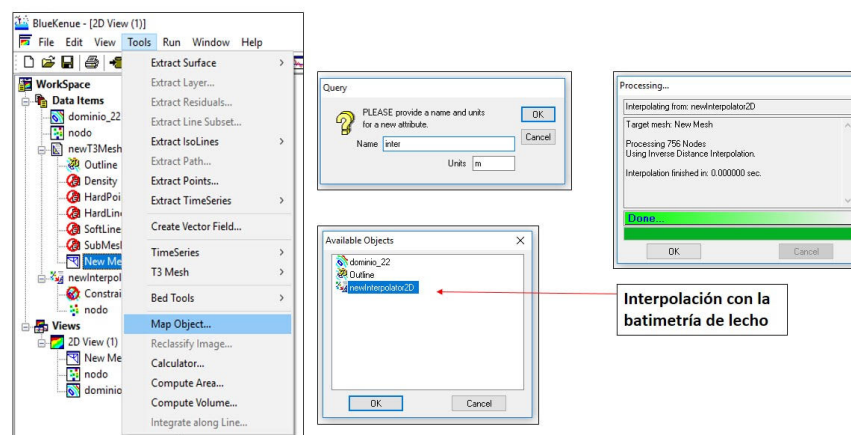 BlueKenue - [2D View (1)]
File Edit View Tools Run Window Help
WorkSpace
Data Items
dominio_22
nodo
newT3Mesh
Outline
Density
HardPoi
HardLine
SoftLine
SubMesh
New Me
newInterpol
Constrai
nodo
Views
2D View (1)
New Me
nodo
dominio
Extract Surface >
Extract Layer...
Extract Residuals...
Extract Line Subset...
Extract IsoLines >
Extract Path...
Extract Points...
Extract TimeSeries >
Create Vector Field...
TimeSeries >
T3 Mesh >
Bed Tools >
Map Object...
Reclassify Image...
Calculator...
Compute Area...
Compute Volume...
Integrate along Line...
Query
PLEASE provide a name and units
for a new attribute.
Name inter
Units m
OK
Cancel
Available Objects
dominio_22
Outline
newInterpolator2D
OK Cancel
Processing...
Interpolating from: newInterpolator2D
Target mesh: New Mesh
Processing 756 Nodes
Using Inverse Distance Interpolation.
Interpolation finished in: 0.000000 sec.
Done...
OK Cancel
Interpolación con la
batimetría de lecho